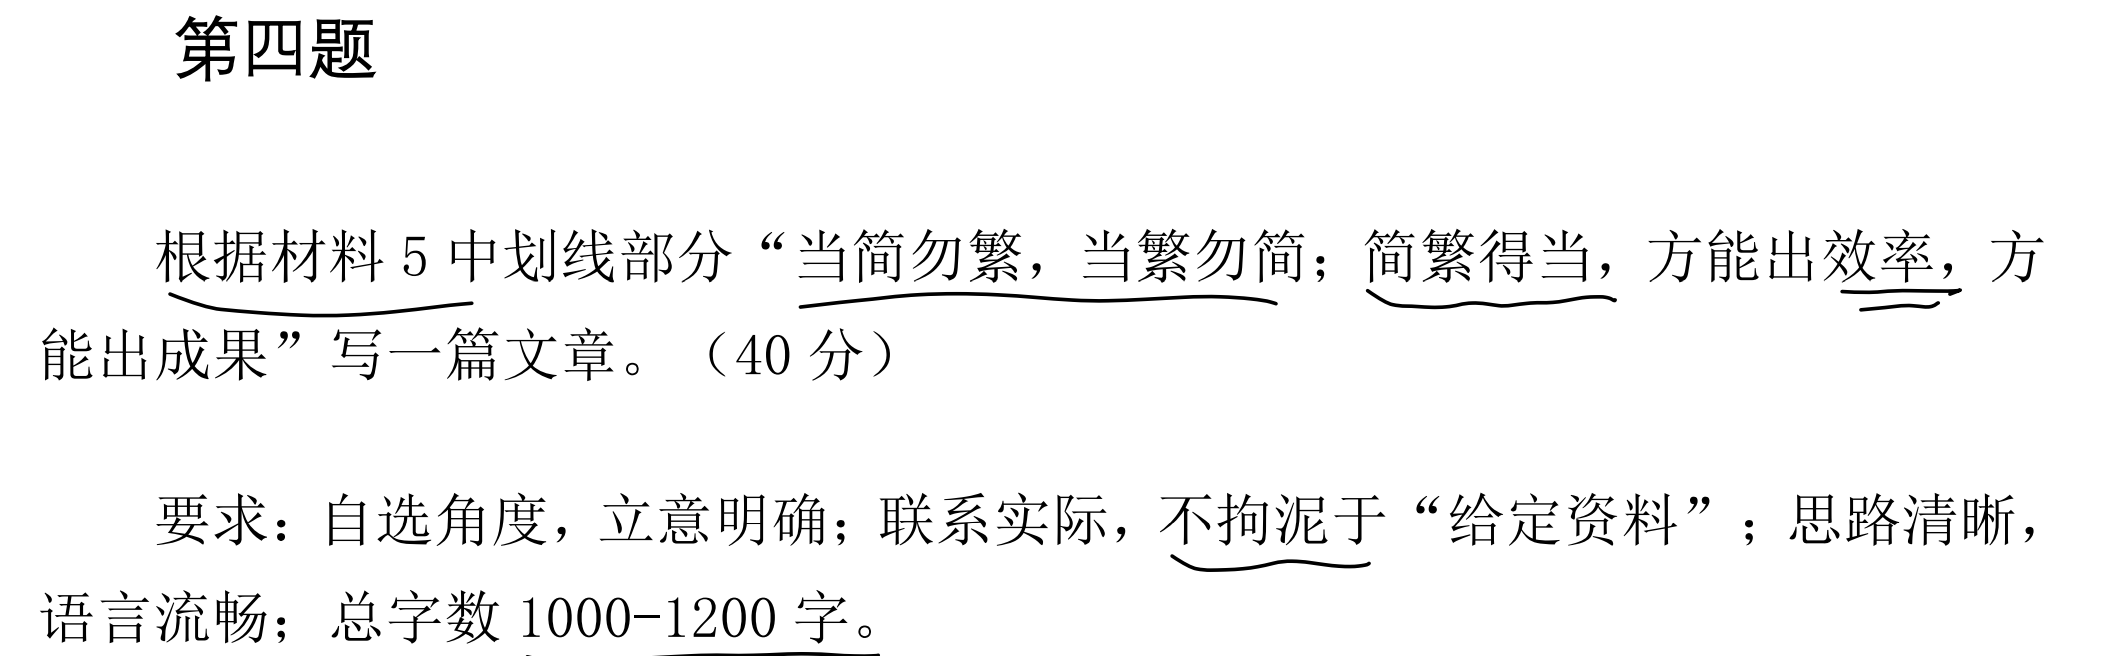 第四题
根据材料 5 中划线部分“当简勿繁，当繁勿简；简繁得当，方能出效率，方
能出成果”写一篇文章。（40 分）
要求：自选角度，立意明确；联系实际，不拘泥于“给定资料”；思路清晰，
语言流畅；总字数 1000-1200 字。